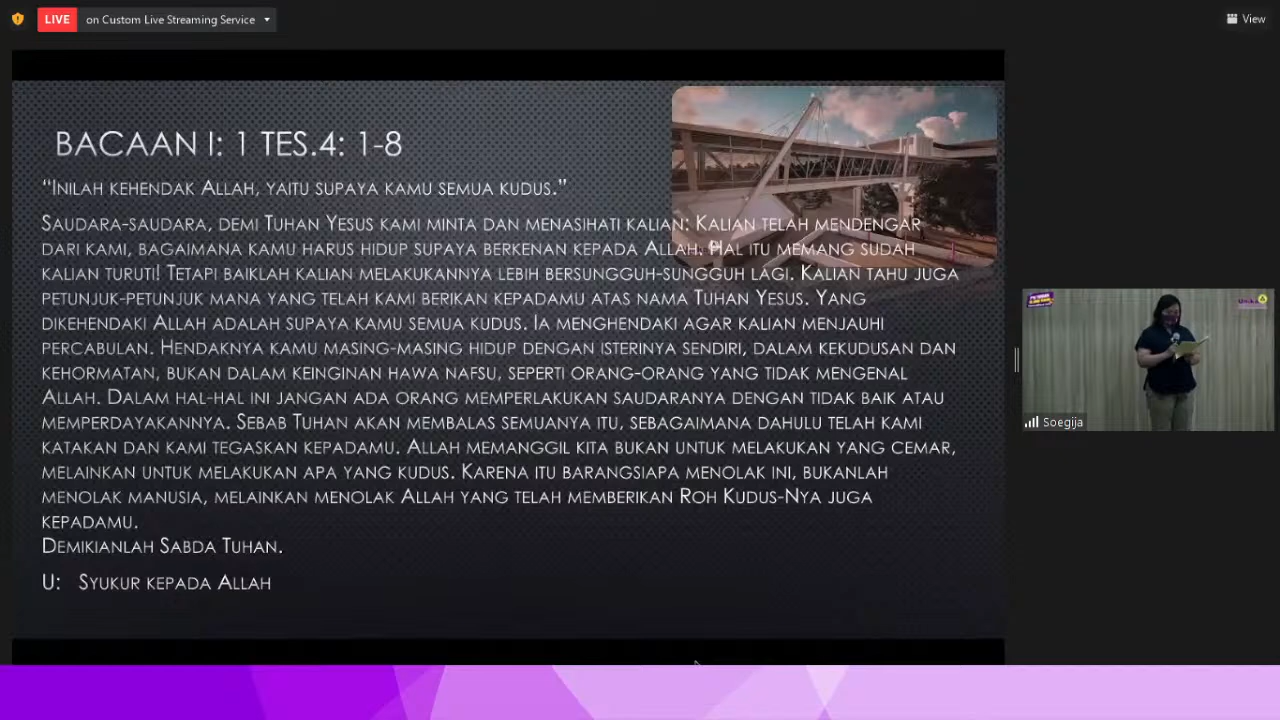 LIVE on Custom Live Streaming Service
View
BACAAN I: 1 TES.4: 1-8
“INILAH KEHENDAK ALLAH, YAITU SUPAYA KAMU SEMUA KUDUS.”
SAUDARA-SAUDARA, DEMI TUHAN YESUS KAMI MINTA DAN MENASIHATI KALIAN: KALIAN TELAH MENDENGAR
DARI KAMI, BAGAIMANA KAMU HARUS HIDUP SUPAYA BERKENAN KEPADA ALLAH. HAL ITU MEMANG SUDAH
KALIAN TURUTI! TETAPI BAIKLAH KALIAN MELAKUKANNYA LEBIH BERSUNGGUH-SUNGGUH LAGI. KALIAN TAHU JUGA
PETUNJUK-PETUNJUK MANA YANG TELAH KAMI BERIKAN KEPADAMU ATAS NAMA TUHAN YESUS. YANG
DIKEHENDAKI ALLAH ADALAH SUPAYA KAMU SEMUA KUDUS. IA MENGHENDAKI AGAR KALIAN MENJAUHI
PERCABULAN. HENDAKNYA KAMU MASING-MASING HIDUP DENGAN ISTERINYA SENDIRI, DALAM KEKUDUSAN DAN
KEHORMATAN, BUKAN DALAM KEINGINAN HAWA NAFSU, SEPERTI ORANG-ORANG YANG TIDAK MENGENAL
ALLAH. DALAM HAL-HAL INI JANGAN ADA ORANG MEMPERLAKUKAN SAUDARANYA DENGAN TIDAK BAIK ATAU
MEMPERDAYAKANNYA. SEBAB TUHAN AKAN MEMBALAS SEMUANYA ITU, SEBAGAIMANA DAHULU TELAH KAMI
KATAKAN DAN KAMI TEGASKAN KEPADAMU. ALLAH MEMANGGIL KITA BUKAN UNTUK MELAKUKAN YANG CEMAR,
MELAINKAN UNTUK MELAKUKAN APA YANG KUDUS. KARENA ITU BARANGSIAPA MENOLAK INI, BUKANLAH
MENOLAK MANUSIA, MELAINKAN MENOLAK ALLAH YANG TELAH MEMBERIKAN ROH KUDUS-NYA JUGA
KEPADAMU.
DEMIKIANLAH SABDA TUHAN.
U: SYUKUR KEPADA ALLAH
Soegija